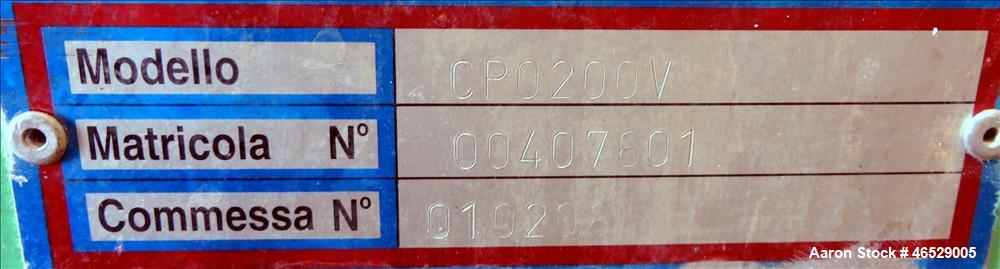 Modello CP0200V
Matricola N° 00407601
Commessa N°
Aaron Stock # 46529005